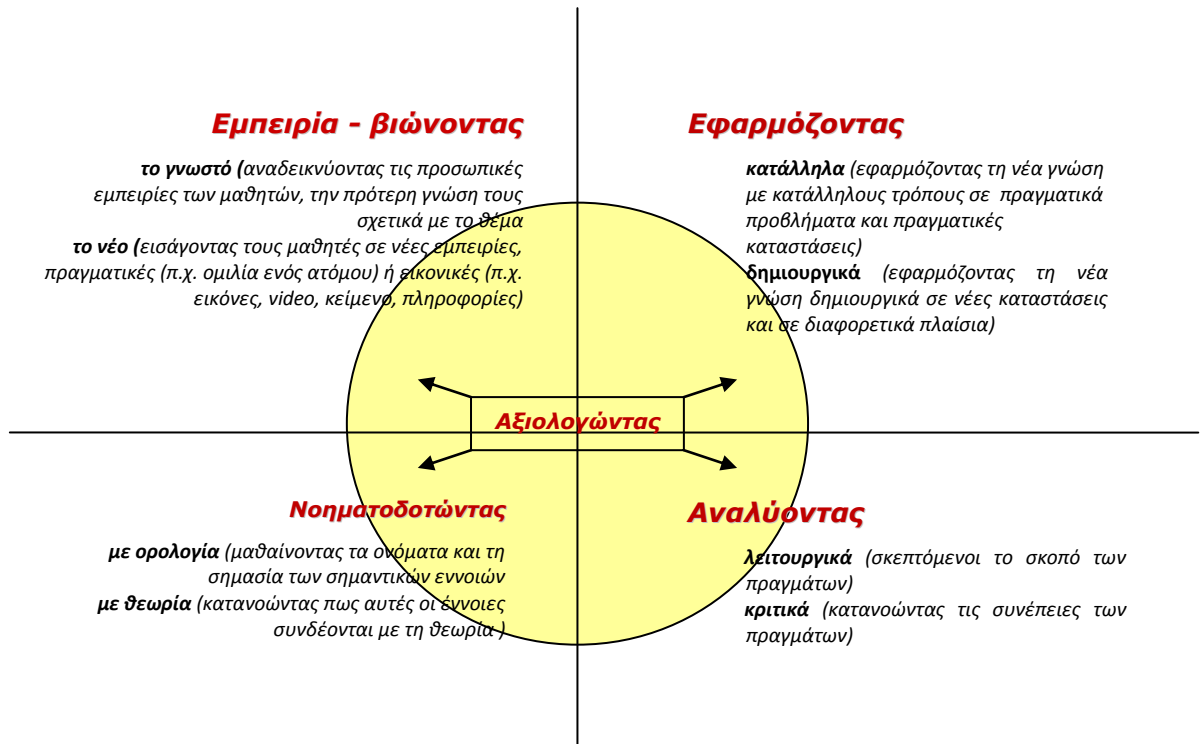 Εμπειρία - βιώνοντας
το γνωστό (αναδεικνύοντας τις προσωπικές
εμπειρίες των μαθητών, την πρότερη γνώση τους
σχετικά με το θέμα
το νέο (εισάγοντας τους μαθητές σε νέες εμπειρίες,
πραγματικές (π.χ. ομιλία ενός ατόμου) ή εικονικές (π.χ.
εικόνες, video, κείμενο, πληροφορίες)
Εφαρμόζοντας
κατάλληλα (εφαρμόζοντας τη νέα γνώση
με κατάλληλους τρόπους σε πραγματικά
προβλήματα και πραγματικές
καταστάσεις)
δημιουργικά (εφαρμόζοντας τη νέα
γνώση δημιουργικά σε νέες καταστάσεις
και σε διαφορετικά πλαίσια)
Αξιολογώντας
Νοηματοδοτώντας
με ορολογία (μαθαίνοντας τα ονόματα και τη
σημασία των σημαντικών εννοιών
με θεωρία (κατανοώντας πως αυτές οι έννοιες
συνδέονται με τη θεωρία )
Αναλύοντας
λειτουργικά (σκεπτόμενοι το σκοπό των
πραγμάτων)
κριτικά (κατανοώντας τις συνέπειες των
πραγμάτων)